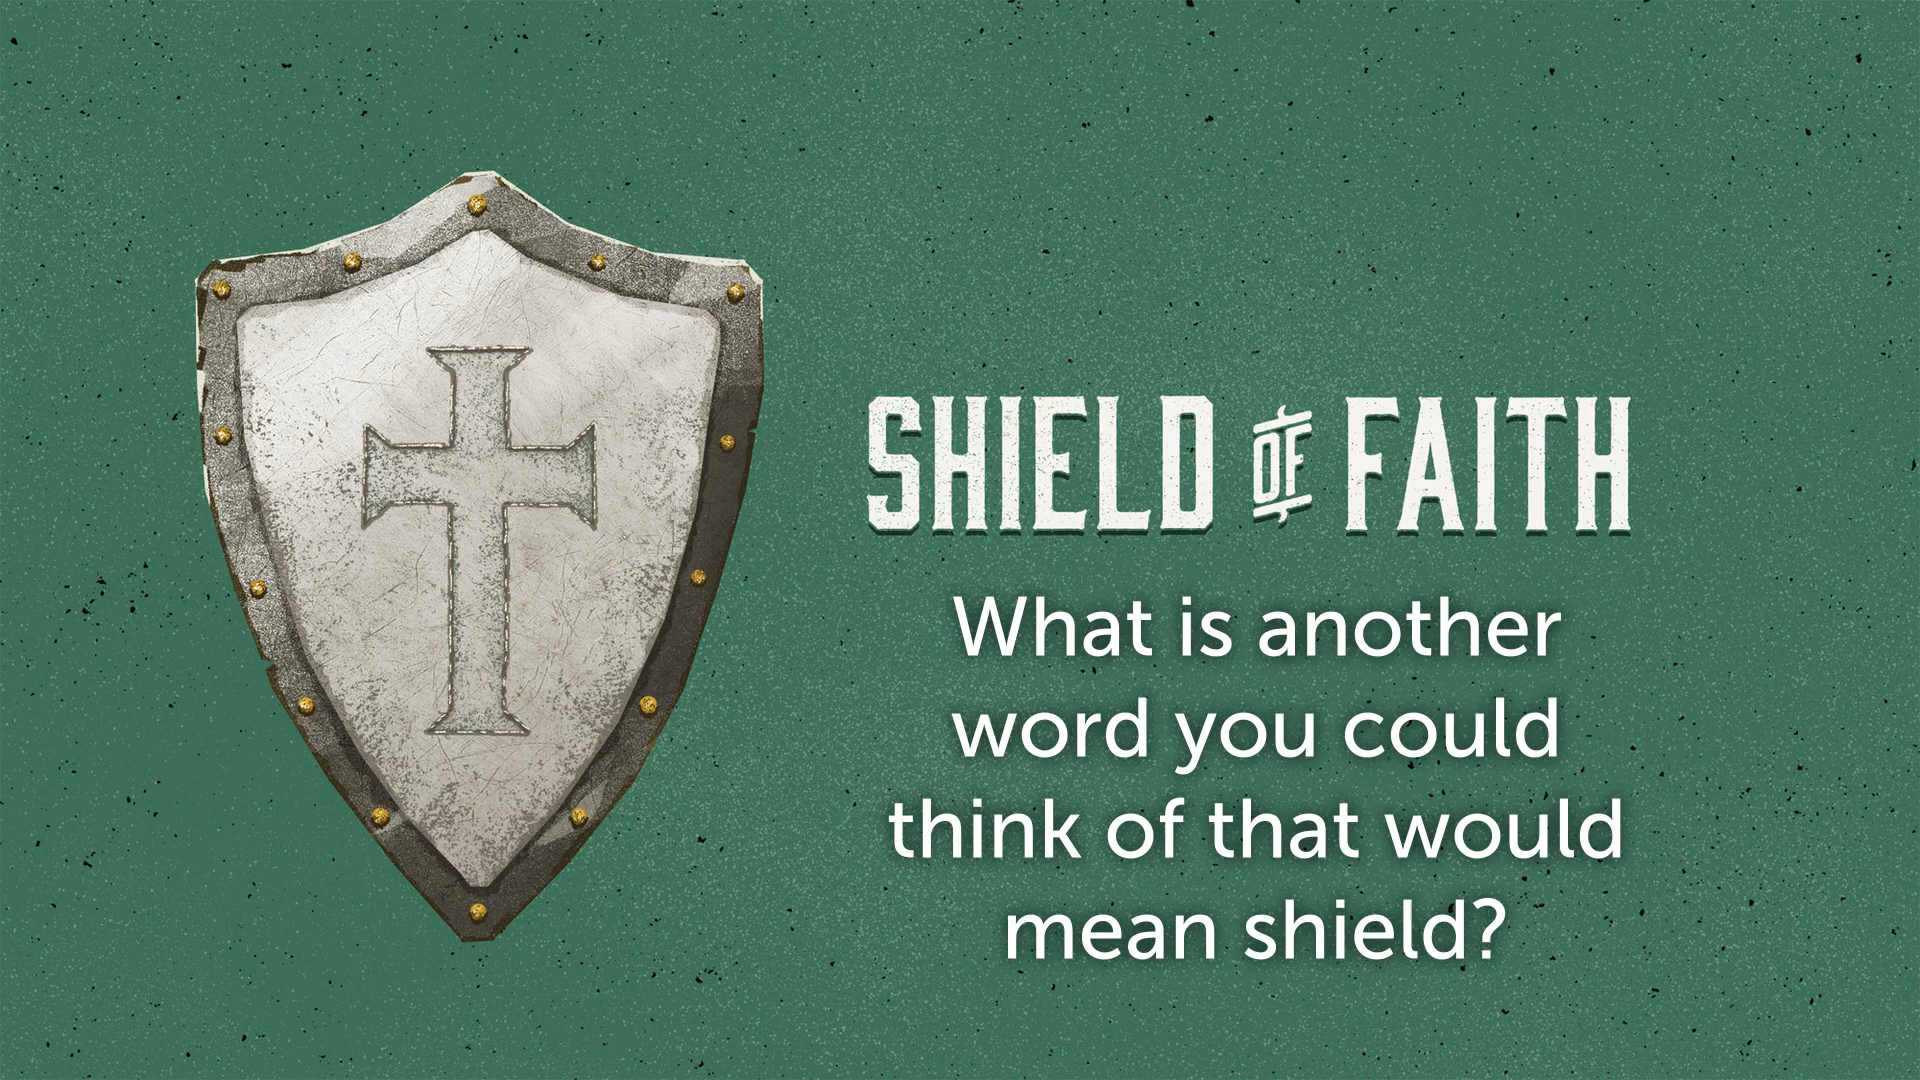 SHIELD OF FAITH
What is another
word you could
think of that would
mean shield?